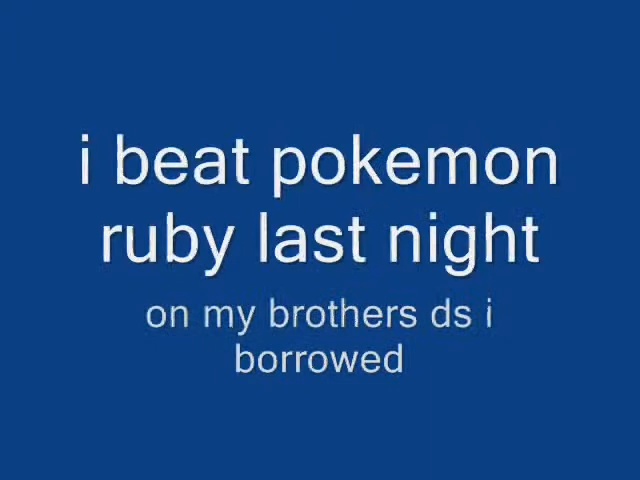 i beat pokemon
ruby last night
on my brothers ds i
borrowed